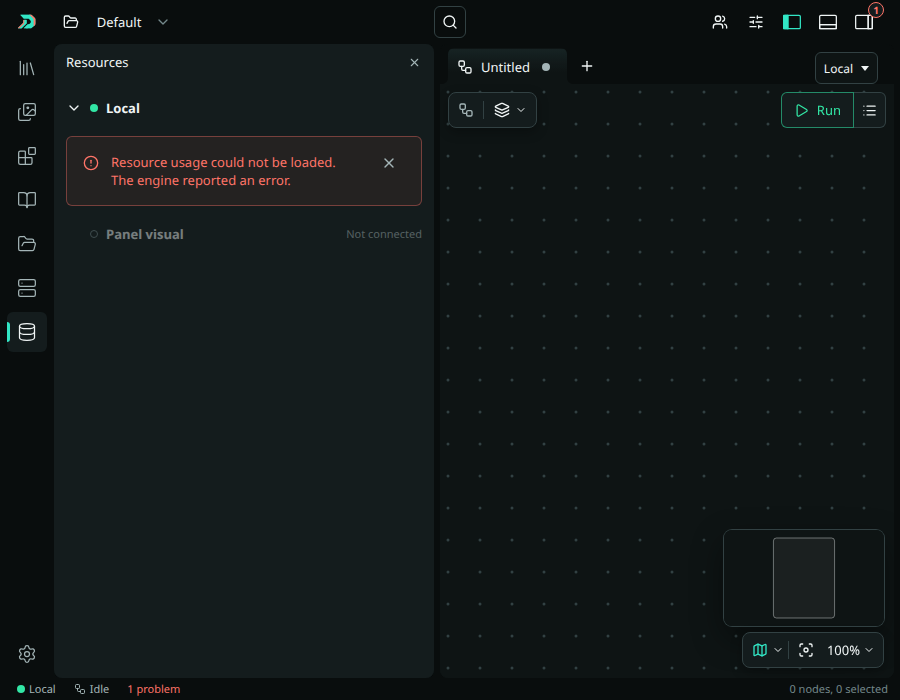 Default
1
Resources
Untitled
Local
Local
Run
Resource usage could not be loaded.
The engine reported an error.
Panel visual
Not connected
100%
Local
Idle
1 problem
0 nodes, 0 selected